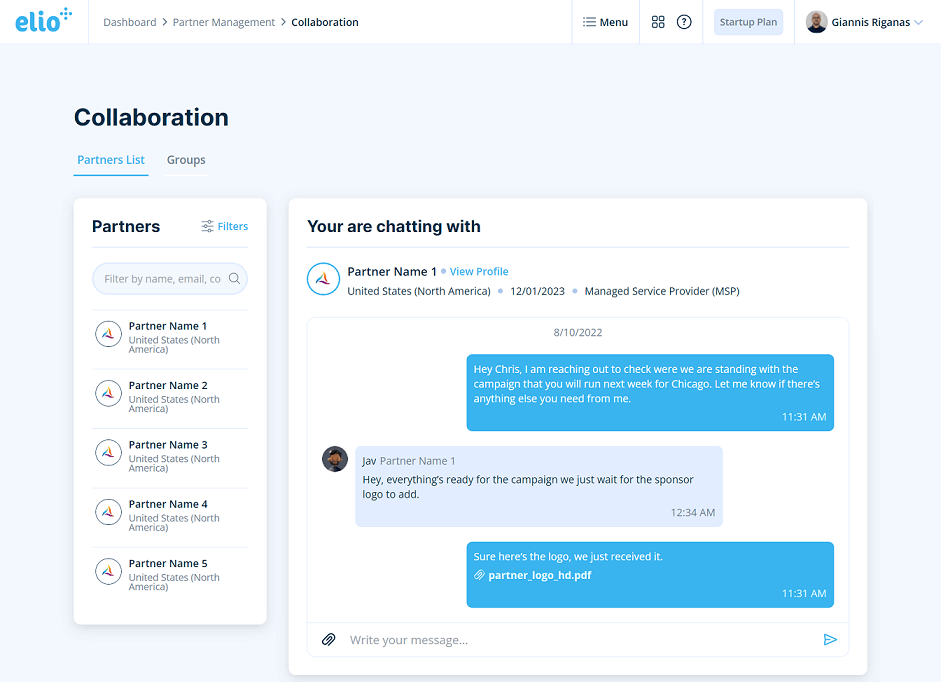 elio
Dashboard > Partner Management > Collaboration
Menu
?
Startup Plan
Giannis Riganas
Collaboration
Partners List
Groups
Partners
Filters
Filter by name, email, co
Partner Name 1
United States (North
America)
Partner Name 2
United States (North
America)
Partner Name 3
United States (North
America)
Partner Name 4
United States (North
America)
Partner Name 5
United States (North
America)
Your are chatting with
Partner Name 1 • View Profile
United States (North America) • 12/01/2023 • Managed Service Provider (MSP)
8/10/2022
Hey Chris, I am reaching out to check were we are standing with the
campaign that you will run next week for Chicago. Let me know if there's
anything else you need from me.
11:31 AM
Jav Partner Name 1
Hey, everything's ready for the campaign we just wait for the sponsor
logo to add.
12:34 AM
Sure here's the logo, we just received it.
partner_logo_hd.pdf
11:31 AM
Write your message...